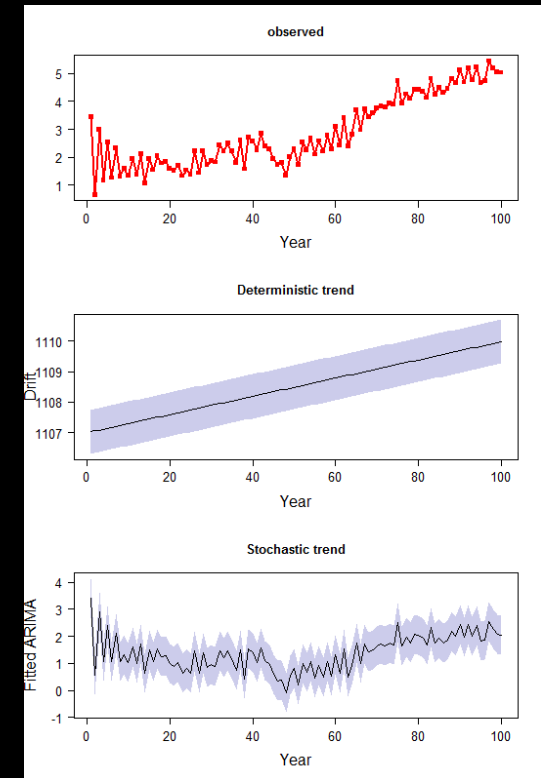 observed
5
4
3
2
1
0 20 40 60 80 100
Year
Deterministic trend
Drift
1110
1109
1108
1107
0 20 40 60 80 100
Year
Stochastic trend
Fitted ARIMA
4
3
2
1
0
-1
0 20 40 60 80 100
Year